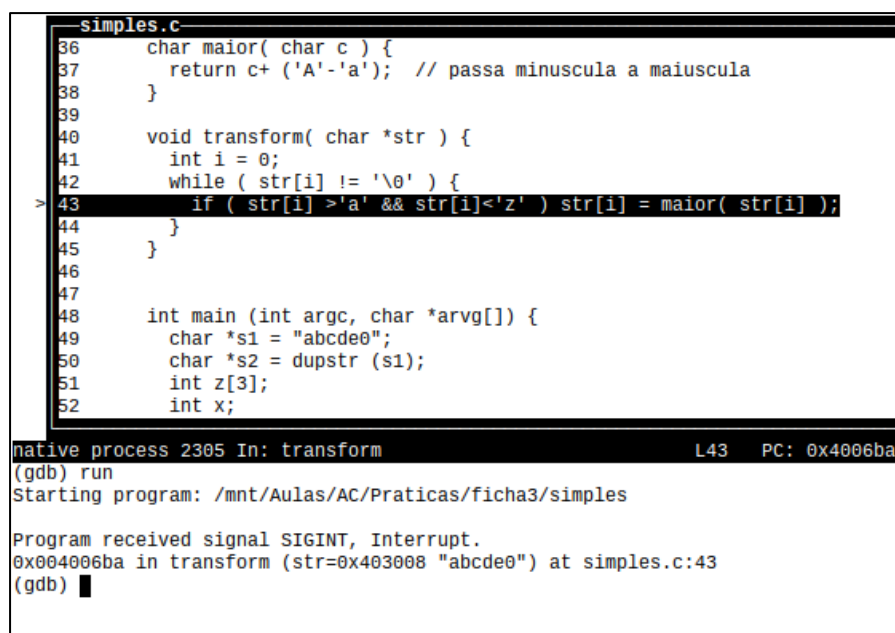 simples.c
36 char maior( char c ) {
37 return c+ ('A'-'a'); // passa minuscula a maiuscula
38 }
39
40 void transform( char *str ) {
41 int i = 0;
42 while ( str[i] != '\0' ) {
> 43 if ( str[i] >'a' && str[i]<'z' ) str[i] = maior( str[i] );
44 }
45 }
46
47
48 int main (int argc, char *arvg[]) {
49 char *s1 = "abcde0";
50 char *s2 = dupstr (s1);
51 int z[3];
52 int x;
native process 2305 In: transform L43 PC: 0x4006ba
(gdb) run
Starting program: /mnt/Aulas/AC/Praticas/ficha3/simples
Program received signal SIGINT, Interrupt.
0x004006ba in transform (str=0x403008 "abcde0") at simples.c:43
(gdb)